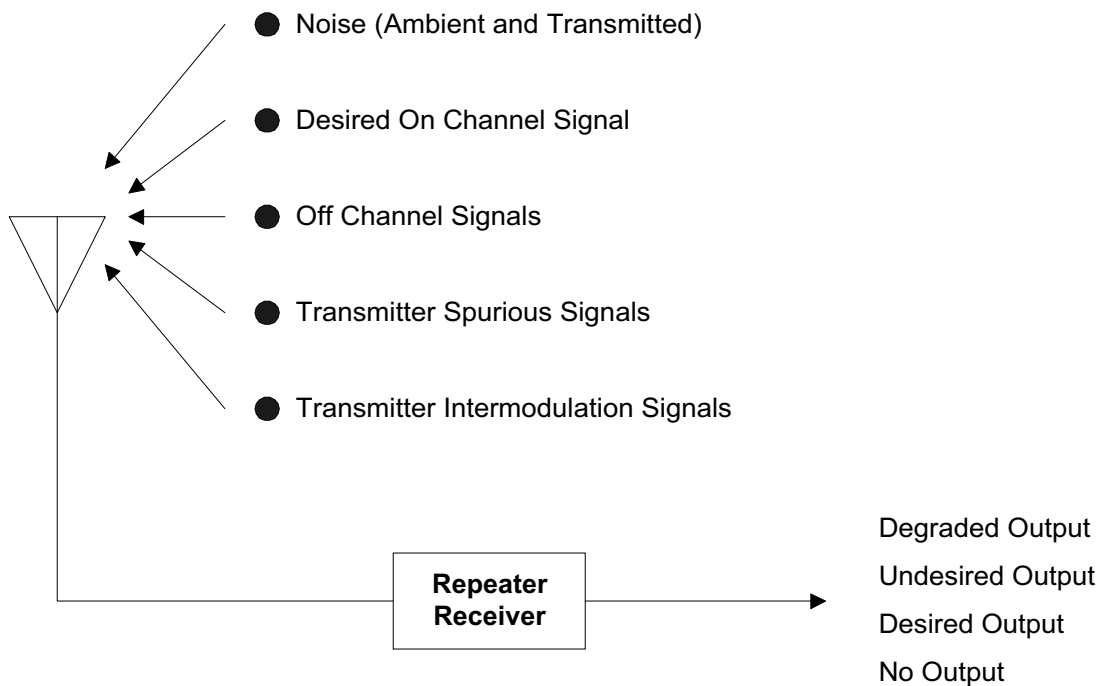 Noise (Ambient and Transmitted)
Desired On Channel Signal
Off Channel Signals
Transmitter Spurious Signals
Transmitter Intermodulation Signals
Repeater
Receiver
Degraded Output
Undesired Output
Desired Output
No Output